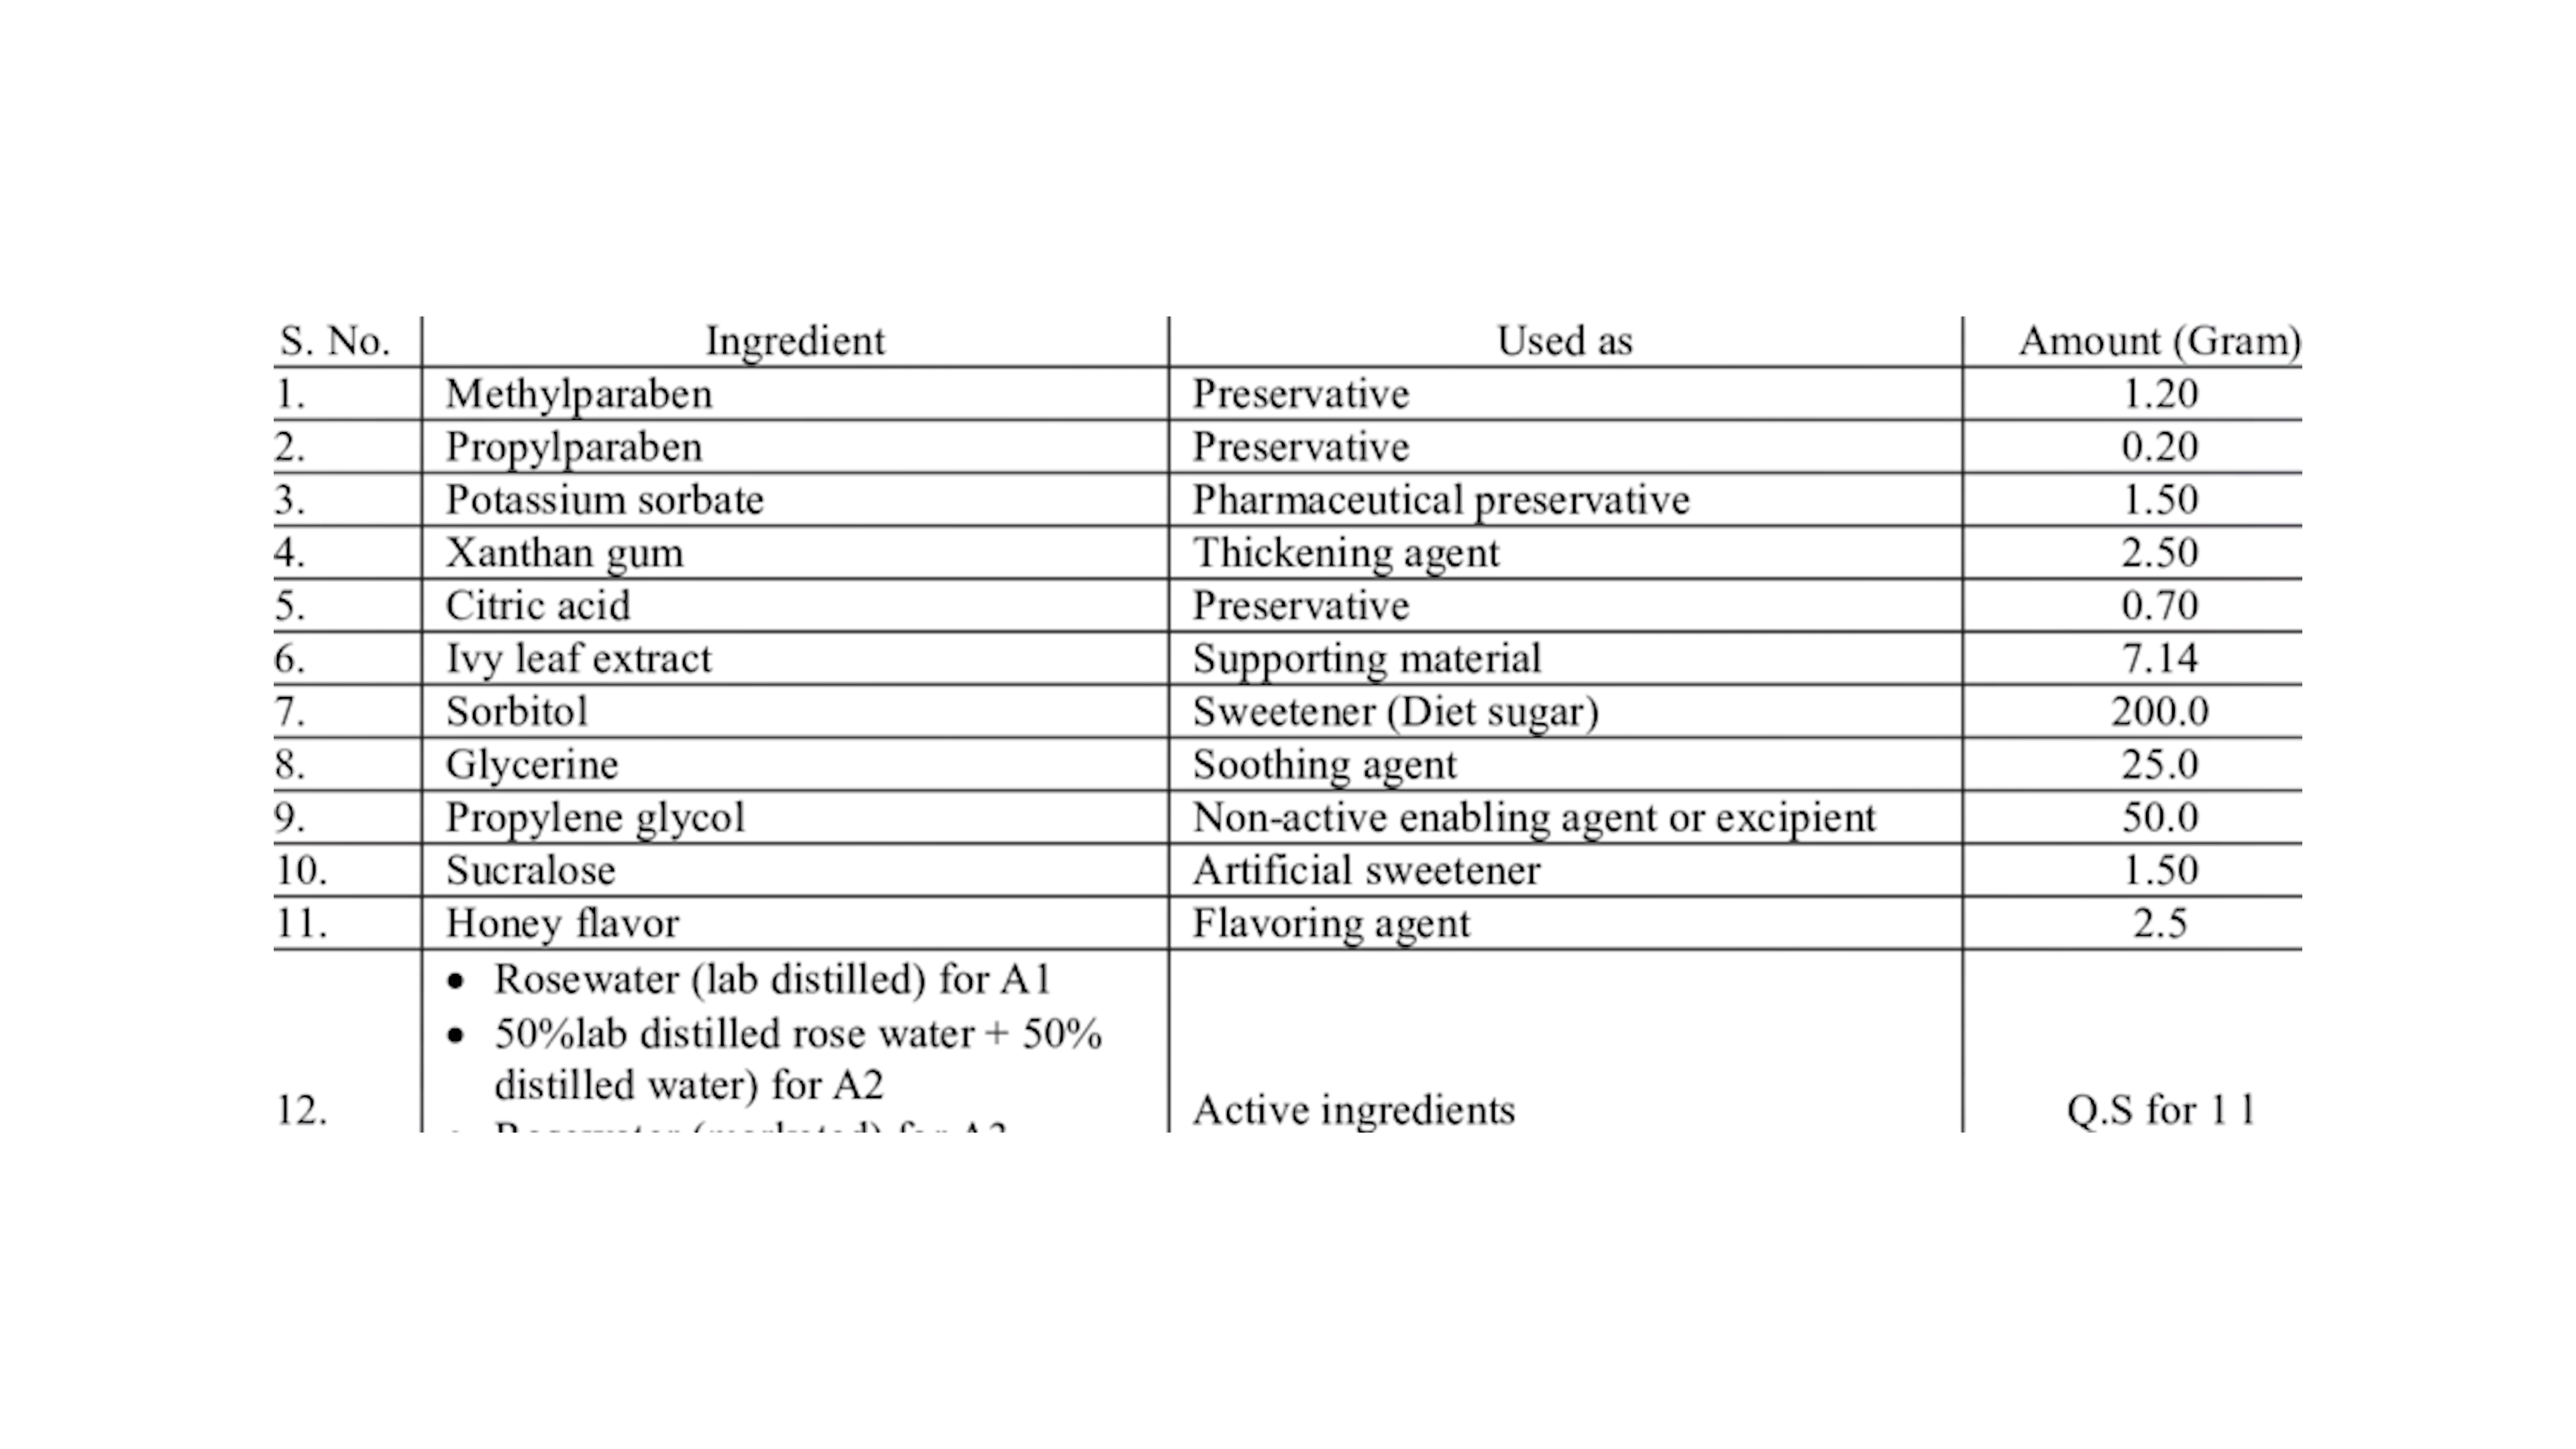 S. No. Ingredient Used as Amount (Gram)
1. Methylparaben Preservative 1.20
2. Propylparaben Preservative 0.20
3. Potassium sorbate Pharmaceutical preservative 1.50
4. Xanthan gum Thickening agent 2.50
5. Citric acid Preservative 0.70
6. Ivy leaf extract Supporting material 7.14
7. Sorbitol Sweetener (Diet sugar) 200.0
8. Glycerine Soothing agent 25.0
9. Propylene glycol Non-active enabling agent or excipient 50.0
10. Sucralose Artificial sweetener 1.50
11. Honey flavor Flavoring agent 2.5
• Rosewater (lab distilled) for A1
• 50%lab distilled rose water + 50%
distilled water) for A2
12. Active ingredients Q.S for 1 l